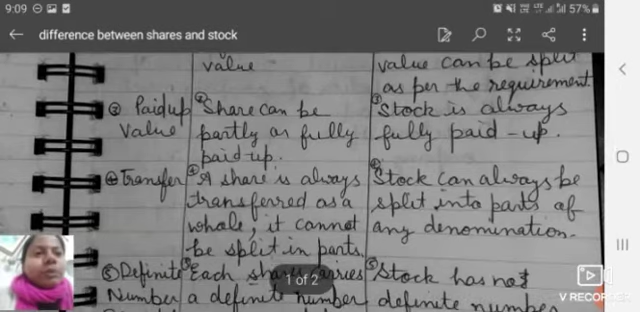 9:09
57%
difference between shares and stock
value
value can be split
as per the requirement
③ Paidup
Value
③ Share can be
partly or fully
paid up.
③ Stock is always
fully paid-up.
④ Transfer
④ A share is always
transferred as a
whole, it cannot
be split in parts.
④ Stock can always be
split into parts of
any denomination.
⑤ Definite
Number
⑤ Each shares carries
a definite number
⑤ Stock has not
definite number
1 of 2
V RECORDER